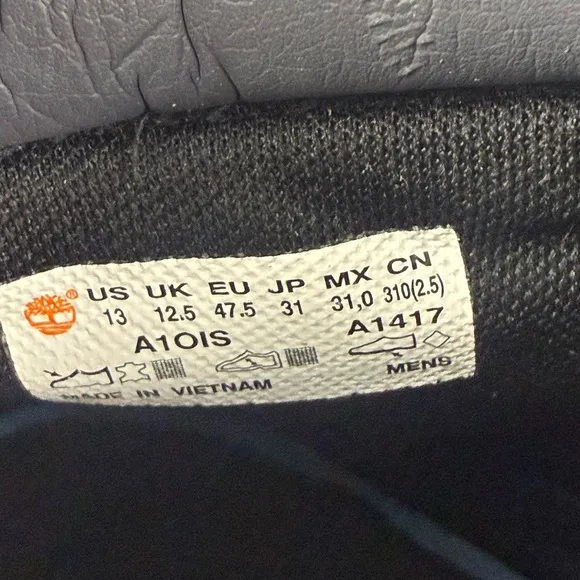 ® US UK EU JP MX CN
13 12.5 47.5 31 31,0 310(2.5)
A1OIS A1417
MENS
MADE IN VIETNAM